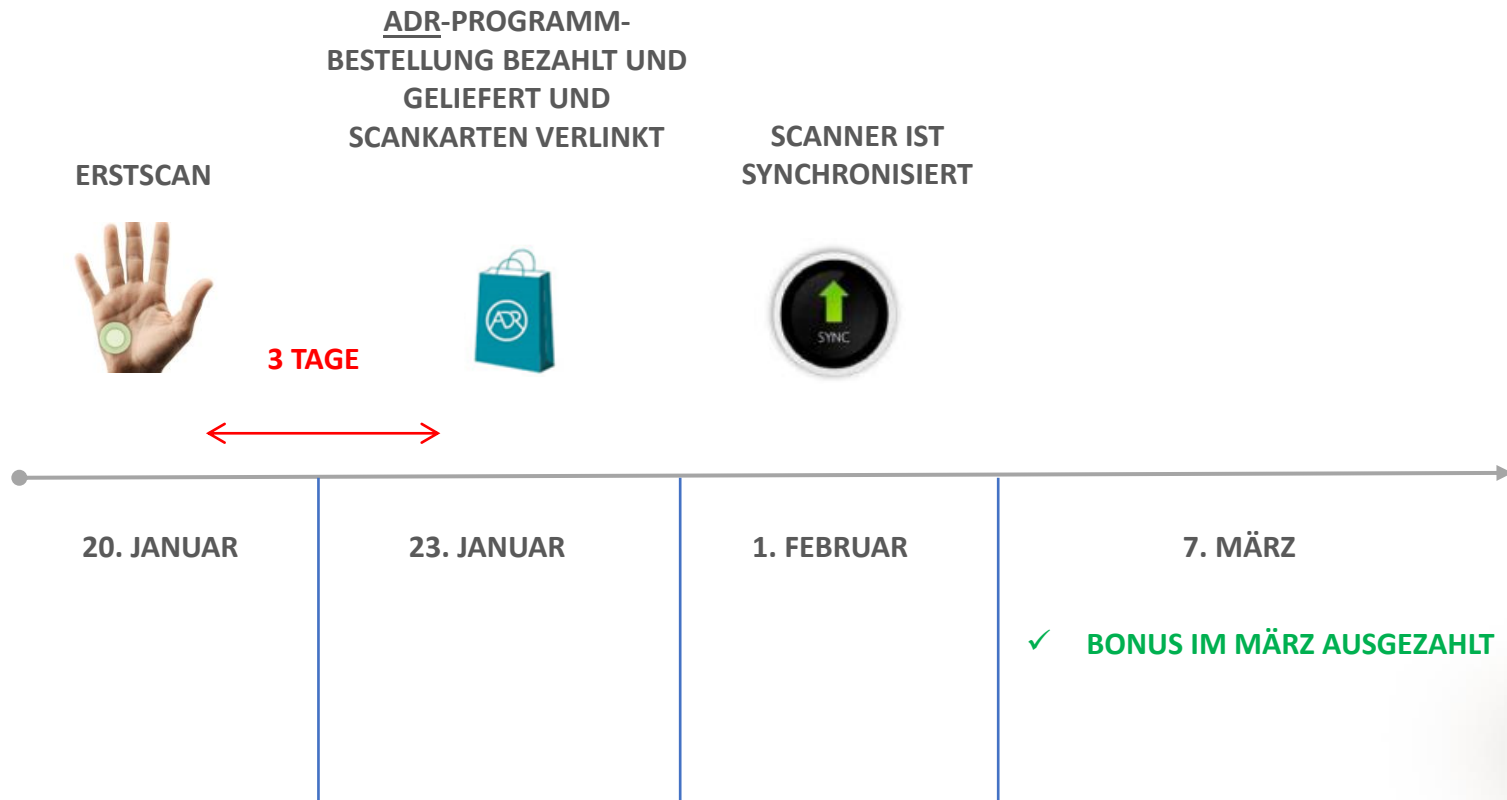 ADR-PROGRAMM-
BESTELLUNG BEZAHLT UND
GELIEFERT UND
SCANKARTEN VERLINKT
ERSTSCAN
SCANNER IST
SYNCHRONISIERT
ADR
SYNC
3 TAGE
20. JANUAR
23. JANUAR
1. FEBRUAR
7. MÄRZ
✓ BONUS IM MÄRZ AUSGEZAHLT